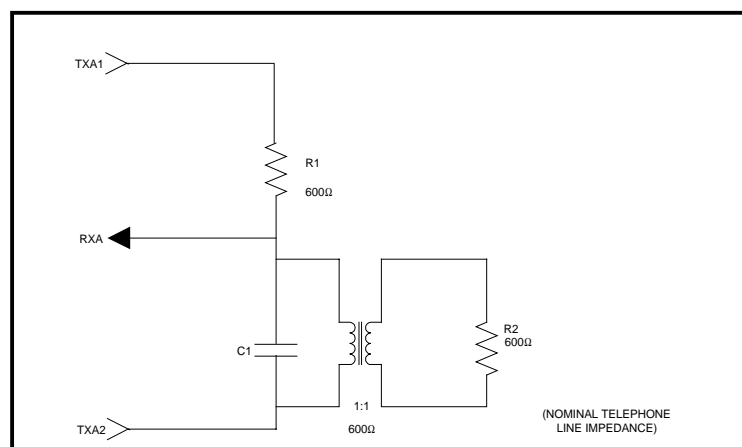 TXA1
R1
600Ω
RXA
C1
R2
600Ω
1:1
600Ω
TXA2
(NOMINAL TELEPHONE
LINE IMPEDANCE)